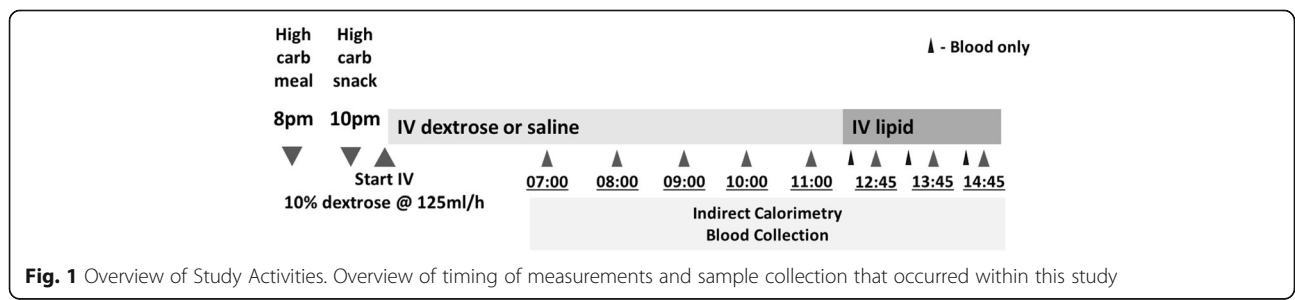 High
carb
meal
High
carb
snack
- Blood only
8pm
10pm
IV dextrose or saline
IV lipid
Start IV
10% dextrose @ 125ml/h
07:00
08:00
09:00
10:00
11:00
12:45
13:45
14:45
Indirect Calorimetry
Blood Collection
Fig. 1 Overview of Study Activities. Overview of timing of measurements and sample collection that occurred within this study